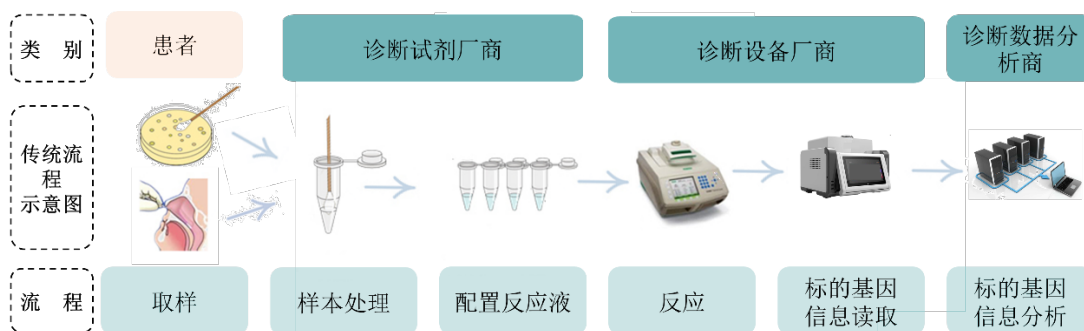 类 别
患者
诊断试剂厂商
诊断设备厂商
诊断数据分
析商
传统流
程
示意图
流 程
取样
样本处理
配置反应液
反应
标的基因
信息读取
标的基因
信息分析